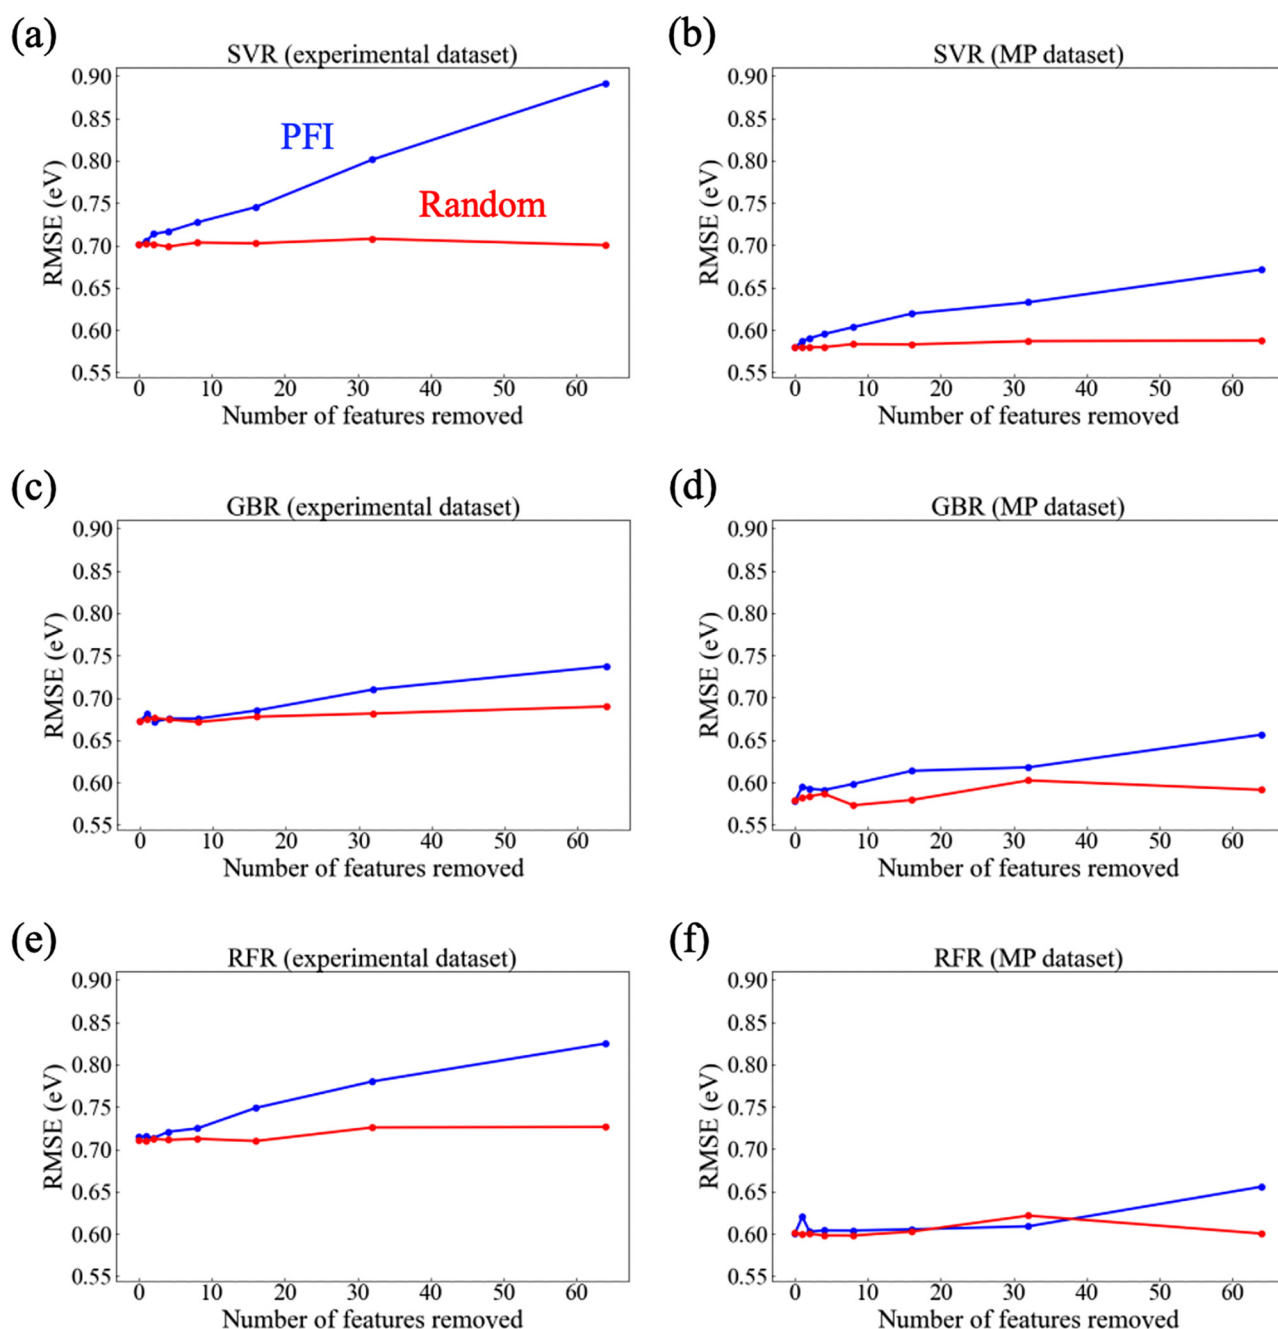 (a)
SVR (experimental dataset)
0.90
0.85
0.80
0.75
0.70
0.65
0.60
0.55
RMSE (eV)
PFI
Random
0 10 20 30 40 50 60
Number of features removed
(b)
SVR (MP dataset)
0.90
0.85
0.80
0.75
0.70
0.65
0.60
0.55
RMSE (eV)
0 10 20 30 40 50 60
Number of features removed
(c)
GBR (experimental dataset)
0.90
0.85
0.80
0.75
0.70
0.65
0.60
0.55
RMSE (eV)
0 10 20 30 40 50 60
Number of features removed
(d)
GBR (MP dataset)
0.90
0.85
0.80
0.75
0.70
0.65
0.60
0.55
RMSE (eV)
0 10 20 30 40 50 60
Number of features removed
(e)
RFR (experimental dataset)
0.90
0.85
0.80
0.75
0.70
0.65
0.60
0.55
RMSE (eV)
0 10 20 30 40 50 60
Number of features removed
(f)
RFR (MP dataset)
0.90
0.85
0.80
0.75
0.70
0.65
0.60
0.55
RMSE (eV)
0 10 20 30 40 50 60
Number of features removed